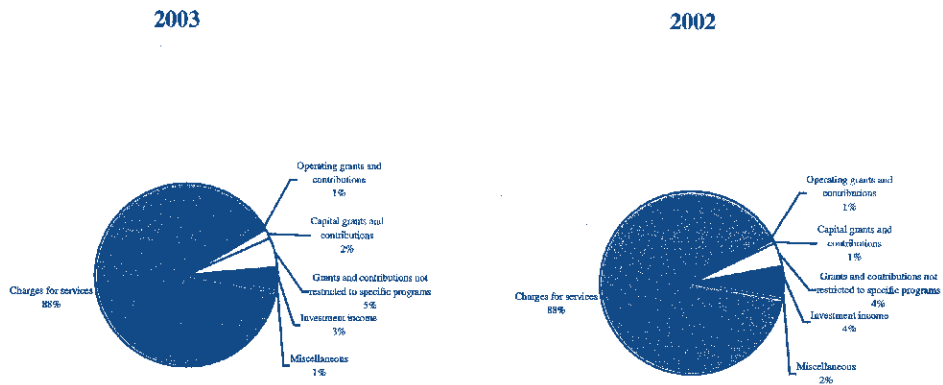 2003
Operating grants and
contributions
1%
Capital grants and
contributions
2%
Grants and contributions not
restricted to specific programs
5%
Charges for services
88%
Investment income
3%
Miscellaneous
1%
2002
Operating grants and
contributions
1%
Capital grants and
contributions
1%
Grants and contributions not
restricted to specific programs
4%
Charges for services
88%
Investment income
4%
Miscellaneous
2%